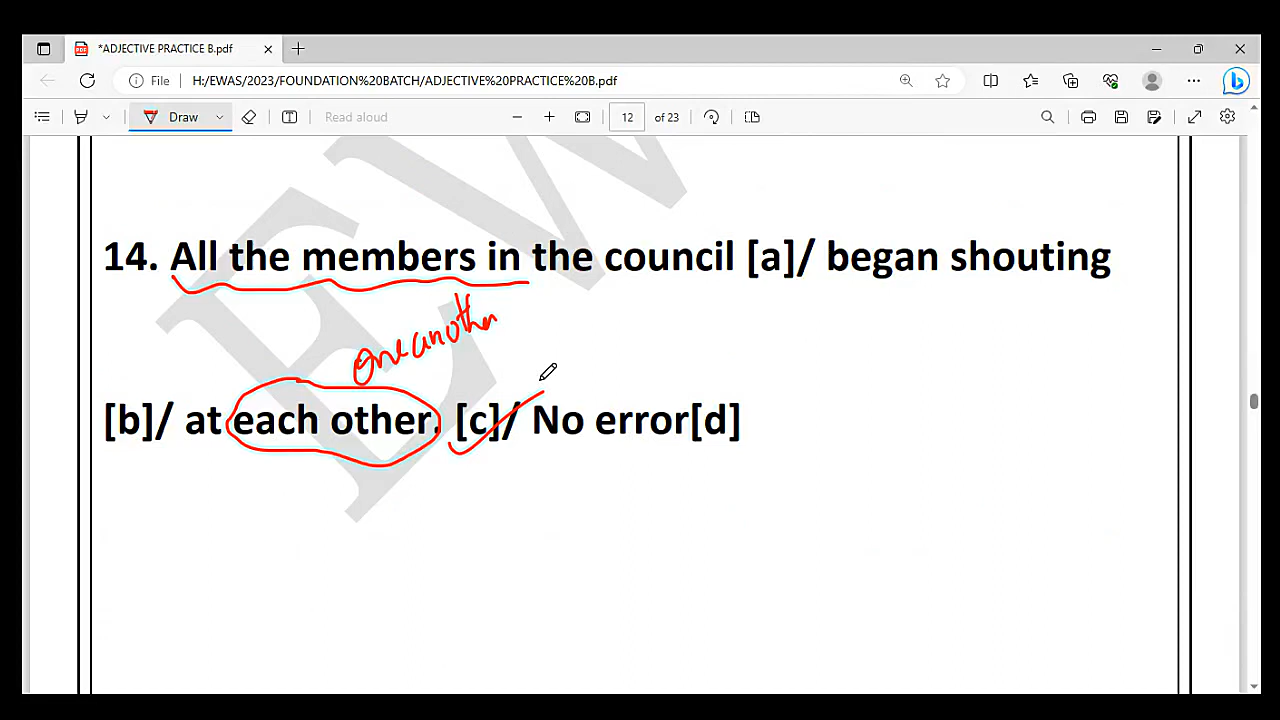 *ADJECTIVE PRACTICE B.pdf
File H:/EWAS/2023/FOUNDATION%20BATCH/ADJECTIVE%20PRACTICE%20B.pdf
Draw Read aloud 12 of 23
EW
14. All the members in the council [a]/ began shouting
one another
[b]/ at each other. [c]/ No error[d]